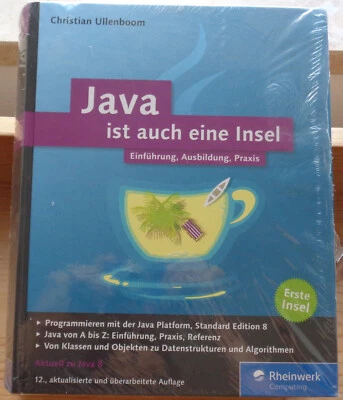 Christian Ullenboom
Java
ist auch eine Insel
Einführung, Ausbildung, Praxis
Erste
Insel
▸ Programmieren mit der Java Platform, Standard Edition 8
▸ Java von A bis Z: Einführung, Praxis, Referenz
▸ Von Klassen und Objekten zu Datenstrukturen und Algorithmen
Aktuell zu Java 8
12., aktualisierte und überarbeitete Auflage
Rheinwerk
Computing